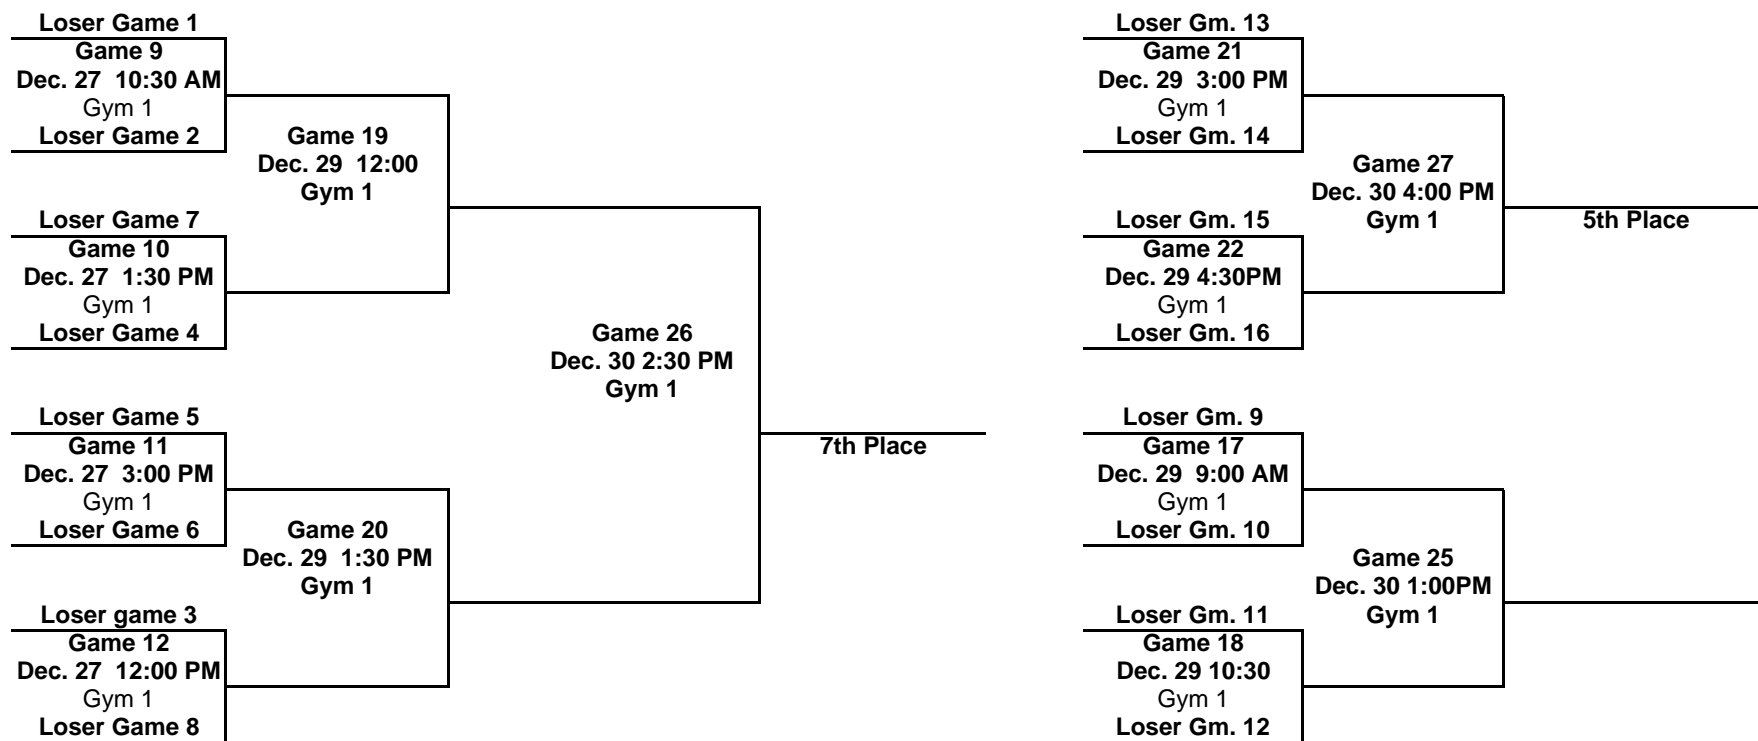 Loser Game 1
Game 9
Dec. 27  10:30 AM
Gym 1
Loser Game 2
Game 19
Dec. 29  12:00
Gym 1
Loser Game 7
Game 10
Dec. 27  1:30 PM
Gym 1
Loser Game 4
Game 26
Dec. 30 2:30 PM
Gym 1
Loser Game 5
Game 11
Dec. 27  3:00 PM
Gym 1
Loser Game 6
7th Place
Game 20
Dec. 29  1:30 PM
Gym 1
Loser game 3
Game 12
Dec. 27  12:00 PM
Gym 1
Loser Game 8
Loser Gm. 13
Game 21
Dec. 29  3:00 PM
Gym 1
Loser Gm. 14
Game 27
Dec. 30 4:00 PM
Gym 1
5th Place
Loser Gm. 15
Game 22
Dec. 29 4:30PM
Gym 1
Loser Gm. 16
Loser Gm. 9
Game 17
Dec. 29  9:00 AM
Gym 1
Loser Gm. 10
Game 25
Dec. 30 1:00PM
Gym 1
Loser Gm. 11
Game 18
Dec. 29 10:30
Gym 1
Loser Gm. 12